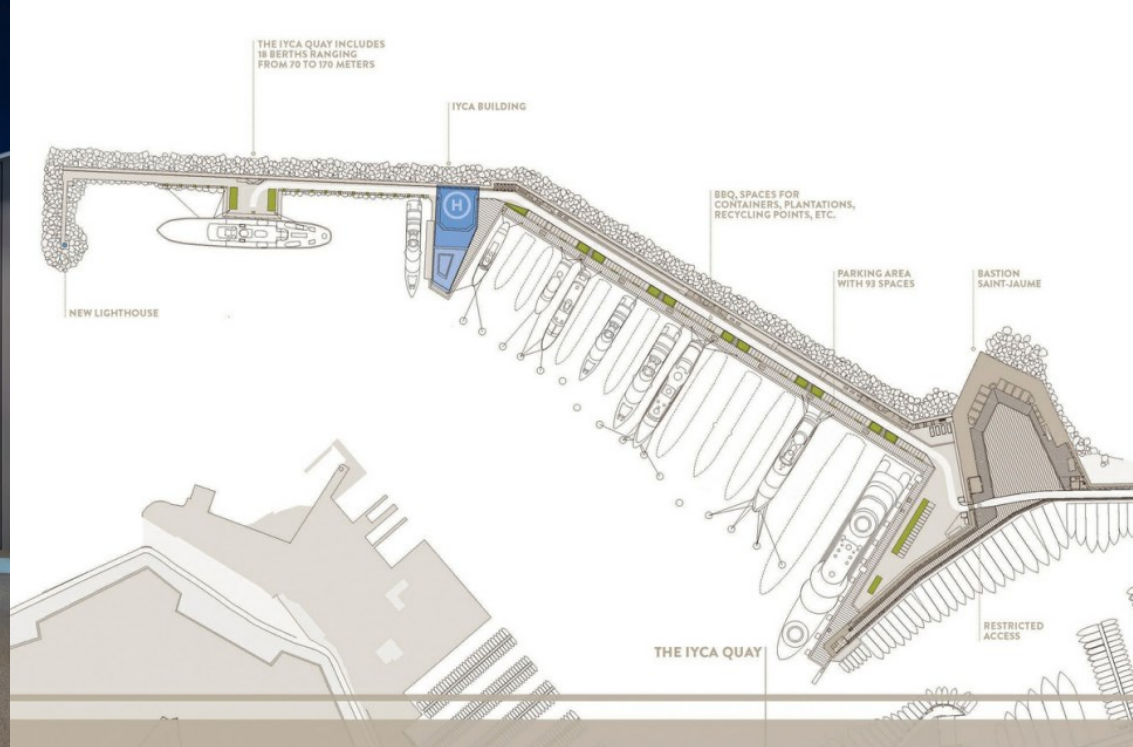 THE IYCA QUAY INCLUDES
18 BERTHS RANGING
FROM 70 TO 170 METERS
IYCA BUILDING
H
BBQ, SPACES FOR
CONTAINERS, PLANTATIONS,
RECYCLING POINTS, ETC.
PARKING AREA
WITH 93 SPACES
BASTION
SAINT-JAUME
NEW LIGHTHOUSE
RESTRICTED
ACCESS
THE IYCA QUAY